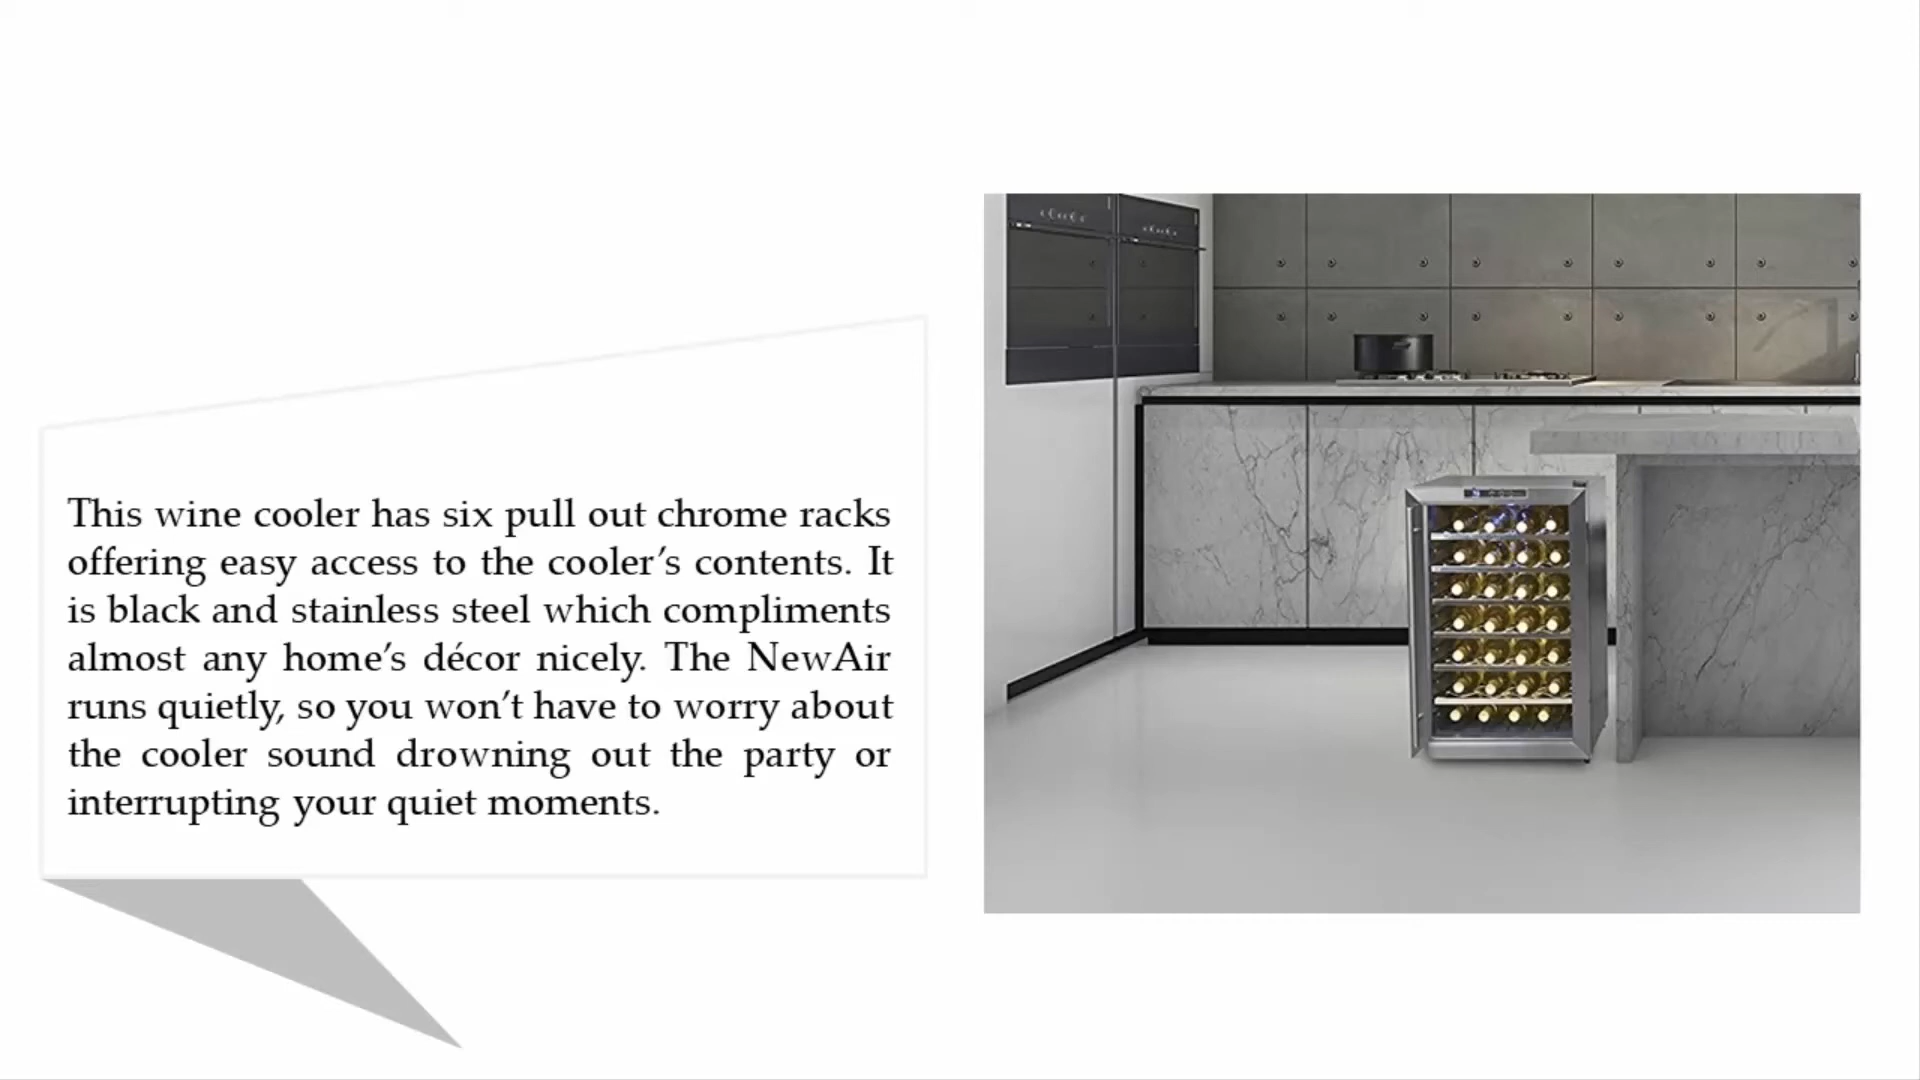 This wine cooler has six pull out chrome racks
offering easy access to the cooler’s contents. It
is black and stainless steel which compliments
almost any home’s décor nicely. The NewAir
runs quietly, so you won’t have to worry about
the cooler sound drowning out the party or
interrupting your quiet moments.